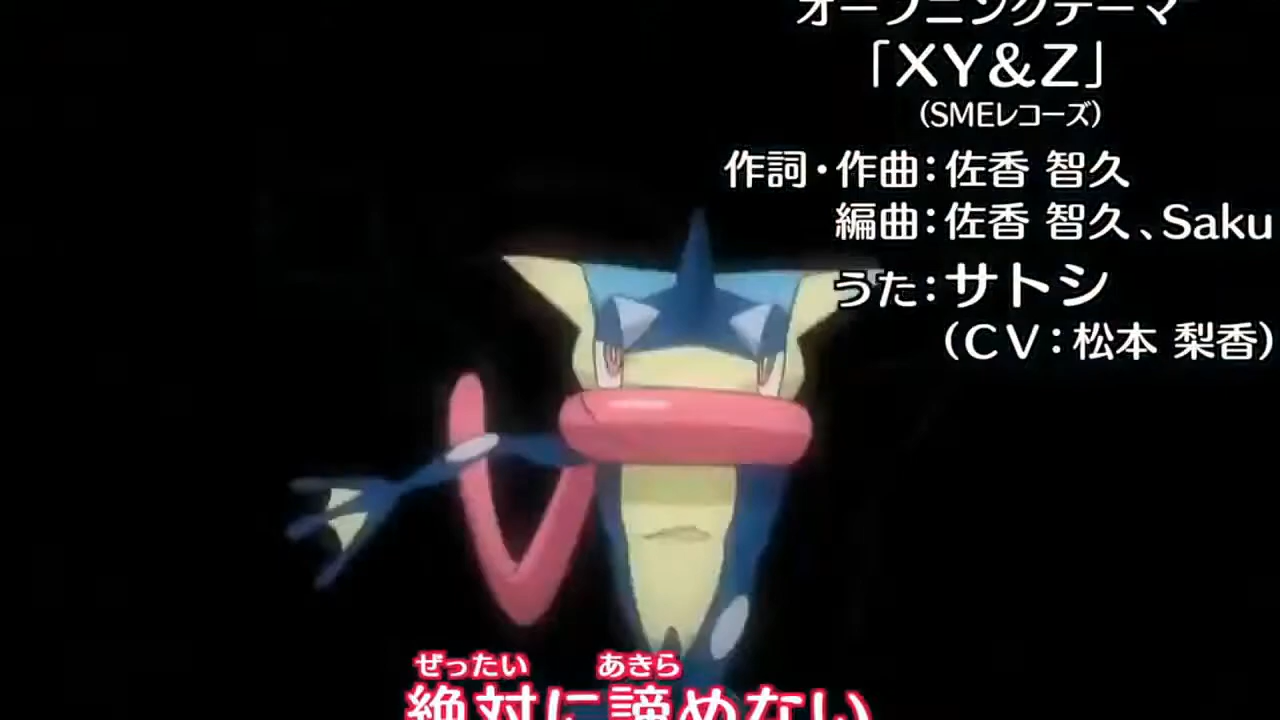 オープニングテーマ
「XY&Z」
(SMEレコーズ)
作詞・作曲:佐香 智久
編曲:佐香 智久、Saku
うた:サトシ
(CV:松本 梨香)
ぜったい あきら
絶対に諦めない